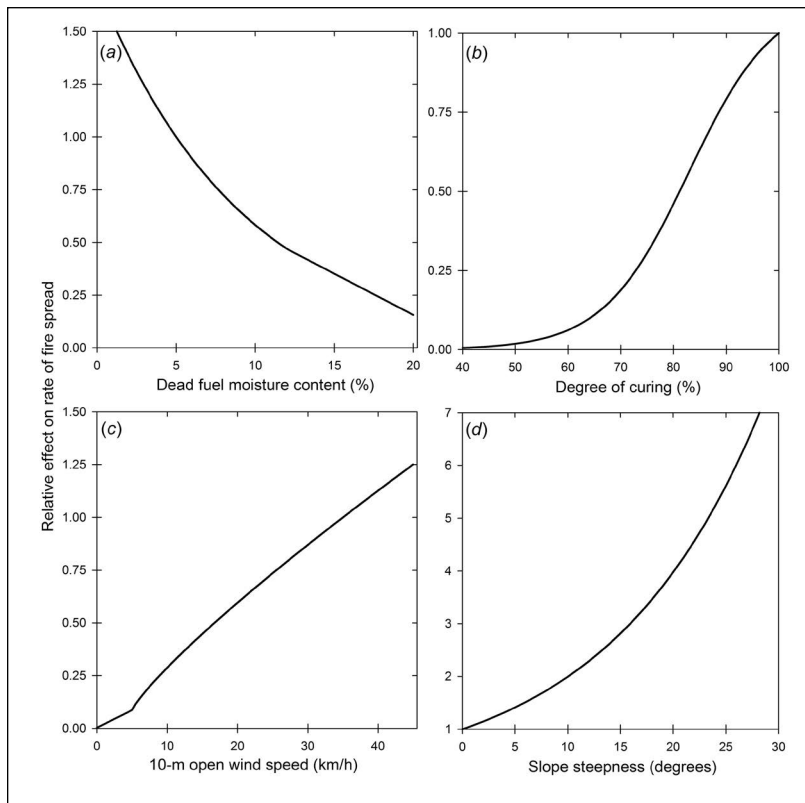 (a)
1.50
1.25
1.00
0.75
0.50
0.25
0.00
0 5 10 15 20
Dead fuel moisture content (%)
(b)
1.00
0.75
0.50
0.25
0.00
40 50 60 70 80 90 100
Degree of curing (%)
Relative effect on rate of fire spread
(c)
1.50
1.25
1.00
0.75
0.50
0.25
0.00
0 10 20 30 40
10-m open wind speed (km/h)
(d)
7
6
5
4
3
2
1
0 5 10 15 20 25 30
Slope steepness (degrees)